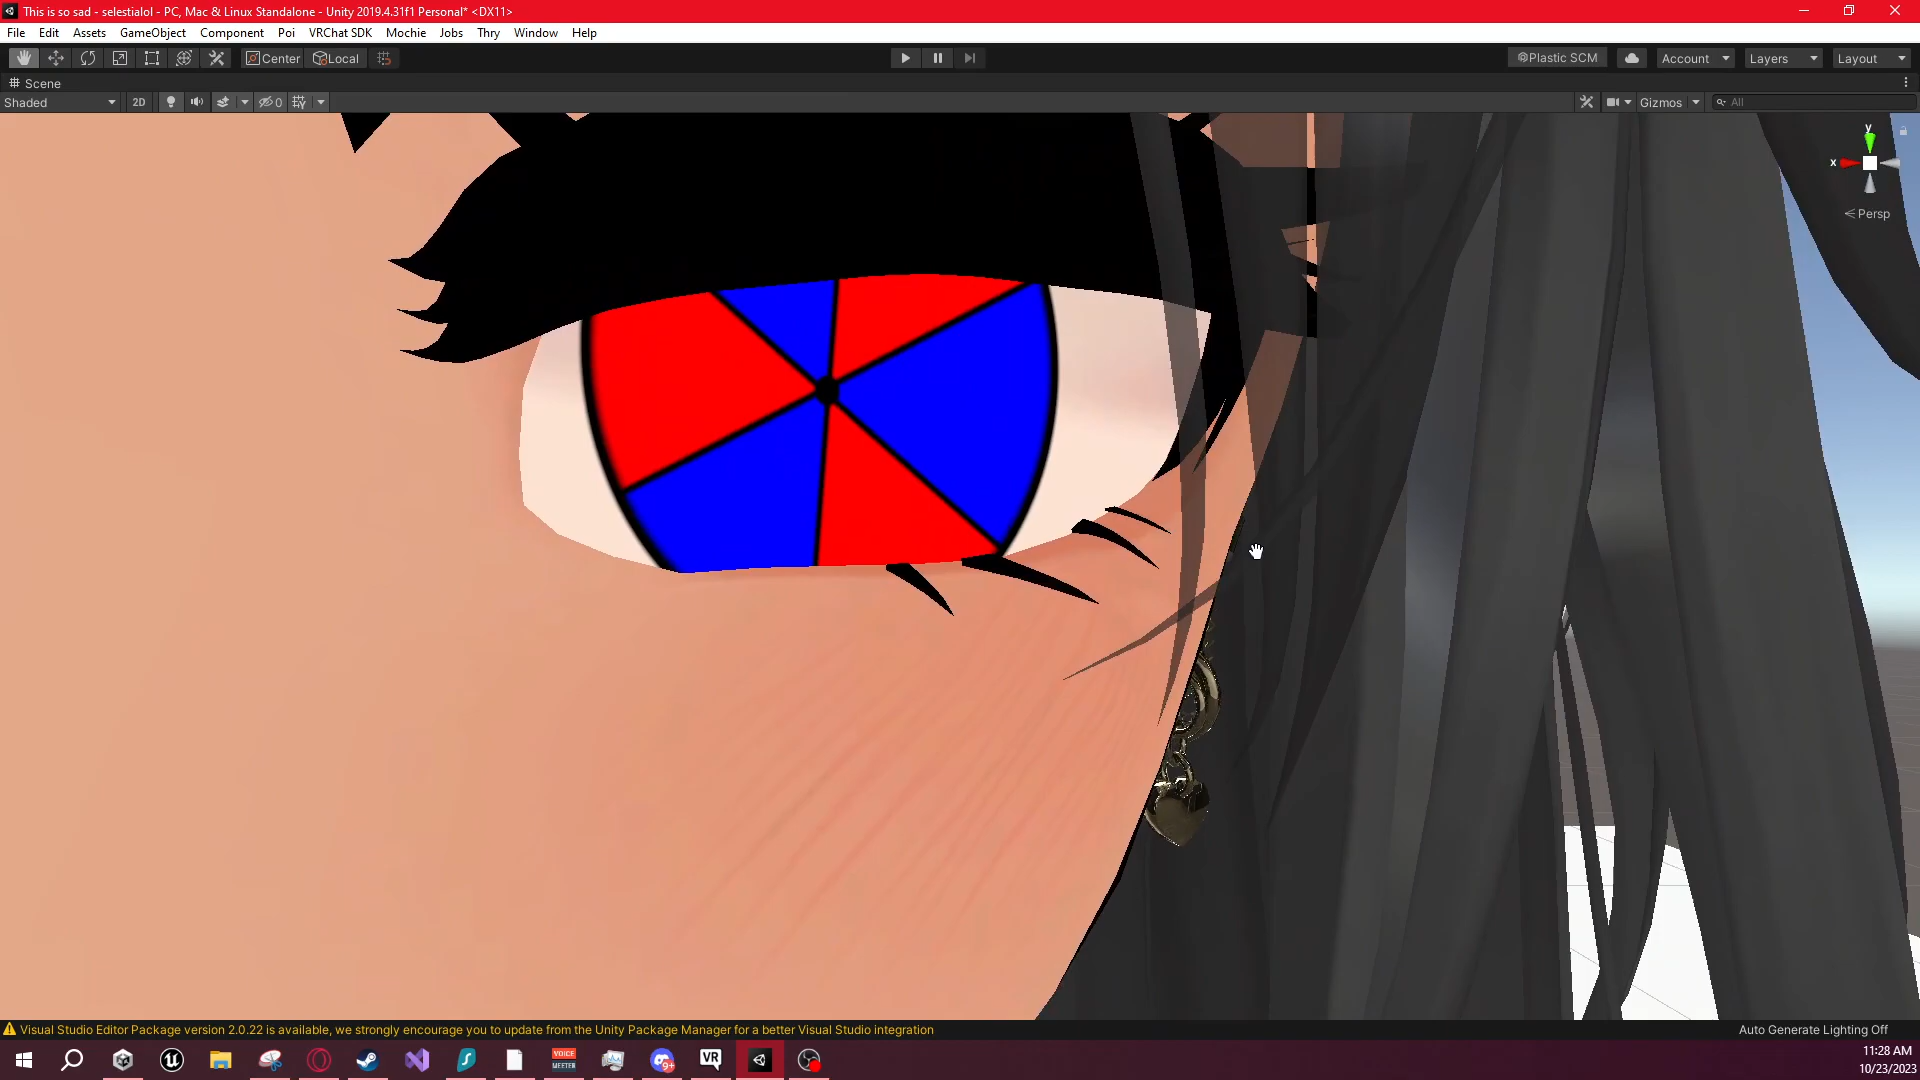 This is so sad - selestialol - PC, Mac & Linux Standalone - Unity 2019.4.31f1 Personal* <DX11>
File Edit Assets GameObject Component Poi VRChat SDK Mochie Jobs Thry Window Help
Center Local Plastic SCM Account Layers Layout
Scene
Shaded 2D 0 Gizmos All
y
x
< Persp
Visual Studio Editor Package version 2.0.22 is available, we strongly encourage you to update from the Unity Package Manager for a better Visual Studio integration Auto Generate Lighting Off
VOICE
MEETER
9+
VR
11:28 AM
10/23/2023